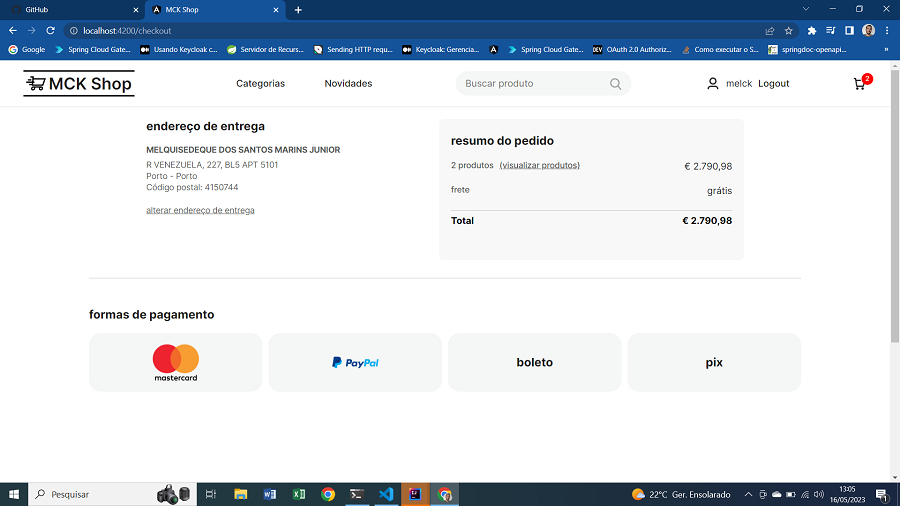 GitHub
MCK Shop
localhost:4200/checkout
Google
Spring Cloud Gate...
Usando Keycloak c...
Servidor de Recurs...
Sending HTTP requ...
Keycloak: Gerencia...
Spring Cloud Gate...
DEV
OAuth 2.0 Authoriz...
Como executar o S...
springdoc-openapi...
»
MCK Shop
Categorias
Novidades
Buscar produto
melck
Logout
2
endereço de entrega
MELQUISEDEQUE DOS SANTOS MARINS JUNIOR
R VENEZUELA, 227, BL5 APT 5101
Porto - Porto
Código postal: 4150744
alterar endereço de entrega
resumo do pedido
2 produtos (visualizar produtos)
€ 2.790,98
frete
grátis
Total
€ 2.790,98
formas de pagamento
mastercard
PayPal
boleto
pix
Pesquisar
22°C Ger. Ensolarado
13:05
16/05/2023
1